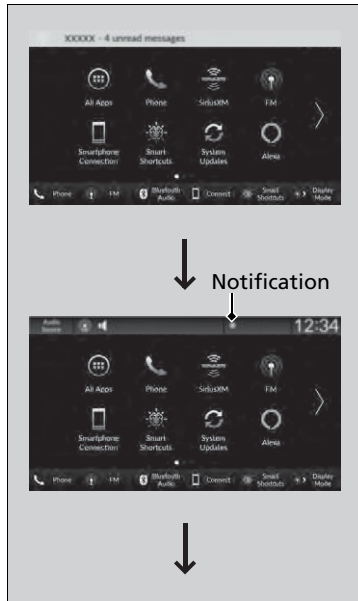 XXXXX - 4 unread messages
All Apps
Phone
SiriusXM
FM
Smartphone
Connection
Smart
Shortcuts
System
Updates
Alexa
Phone
FM
Bluetooth
Audio
Connect
Smart
Shortcuts
Display
Mode
Notification
Audio
Source
12:34
All Apps
Phone
SiriusXM
FM
Smartphone
Connection
Smart
Shortcuts
System
Updates
Alexa
Phone
FM
Bluetooth
Audio
Connect
Smart
Shortcuts
Display
Mode